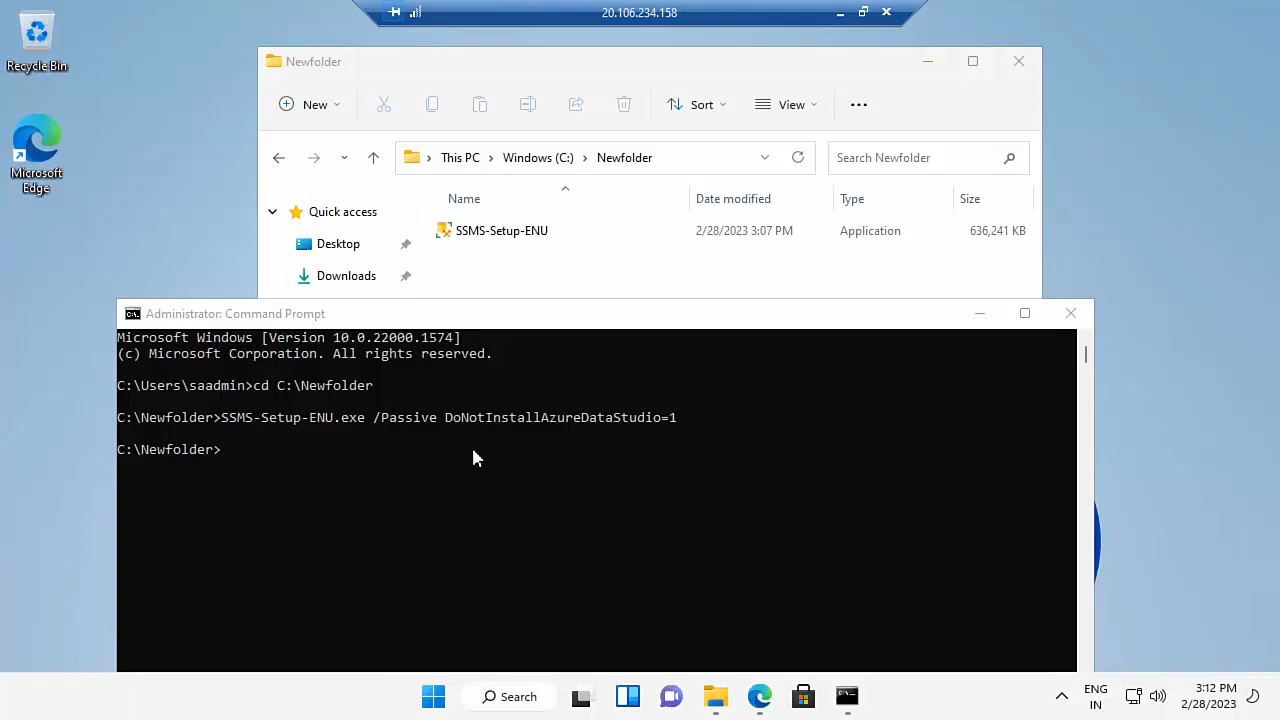 20.106.234.158
Recycle Bin
Microsoft Edge
Newfolder
New
Sort
View
This PC
Windows (C:)
Newfolder
Search Newfolder
Name
Date modified
Type
Size
Quick access
SSMS-Setup-ENU
2/28/2023 3:07 PM
Application
636,241 KB
Desktop
Downloads
Administrator: Command Prompt
Microsoft Windows [Version 10.0.22000.1574]
(c) Microsoft Corporation. All rights reserved.
C:\Users\saadmin>cd C:\Newfolder
C:\Newfolder>SSMS-Setup-ENU.exe /Passive DoNotInstallAzureDataStudio=1
C:\Newfolder>
Search
ENG
IN
3:12 PM
2/28/2023